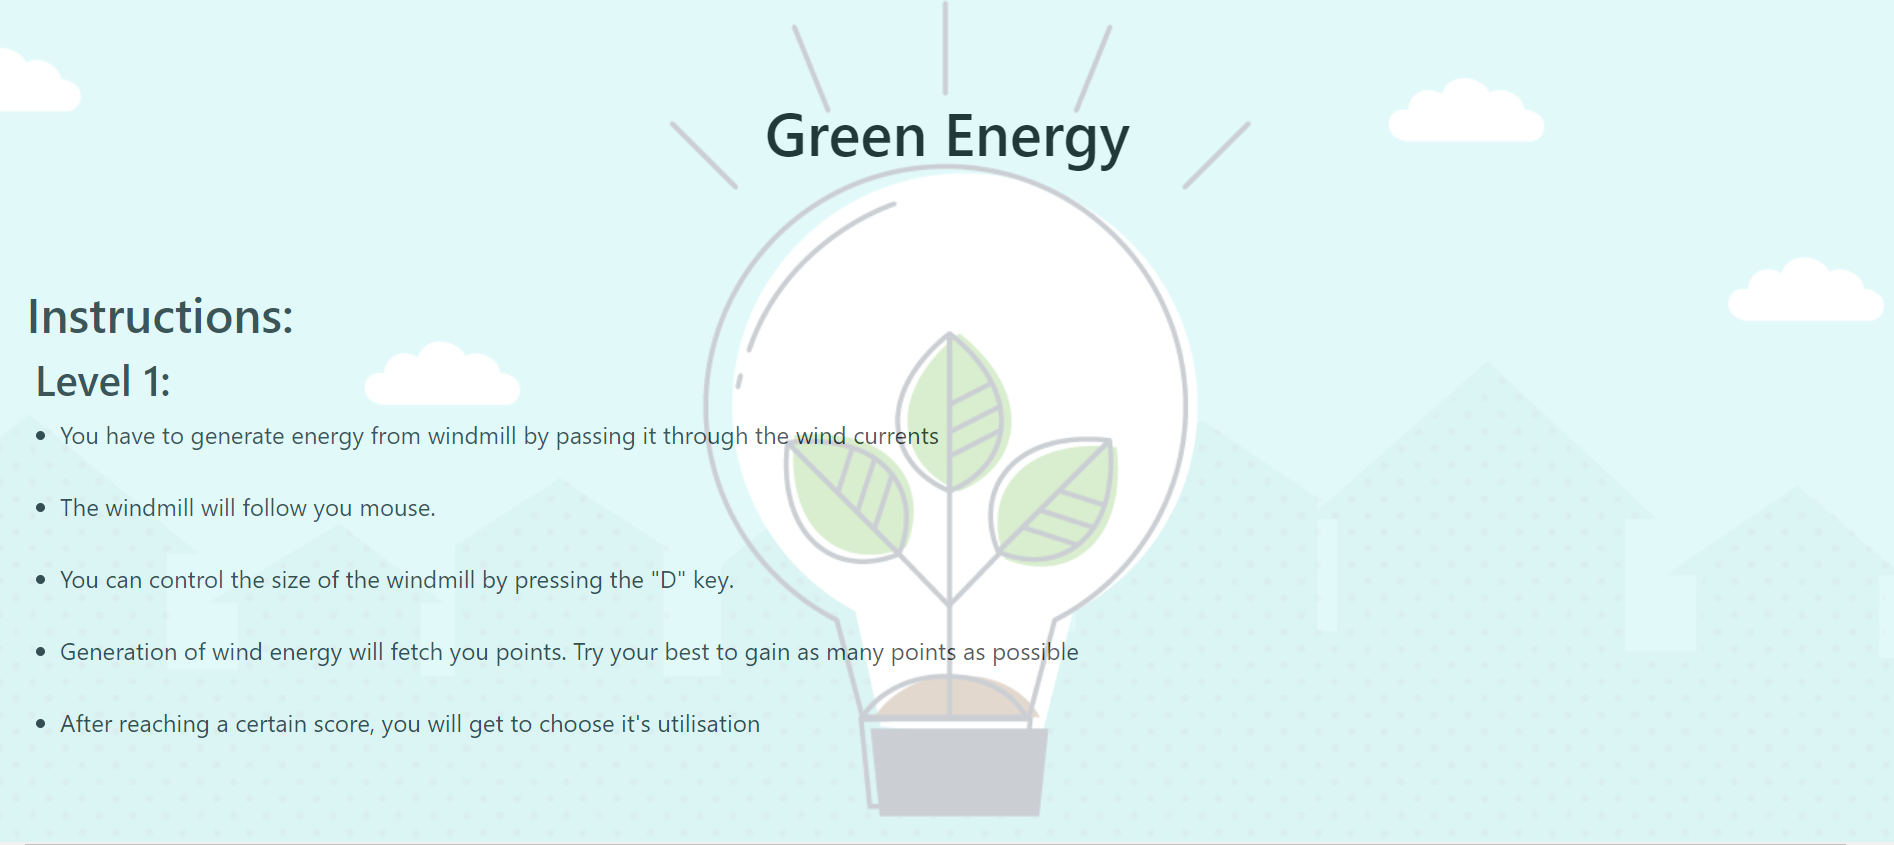 Green Energy
Instructions:
Level 1:
• You have to generate energy from windmill by passing it through the wind currents
• The windmill will follow you mouse.
• You can control the size of the windmill by pressing the "D" key.
• Generation of wind energy will fetch you points. Try your best to gain as many points as possible
• After reaching a certain score, you will get to choose it's utilisation